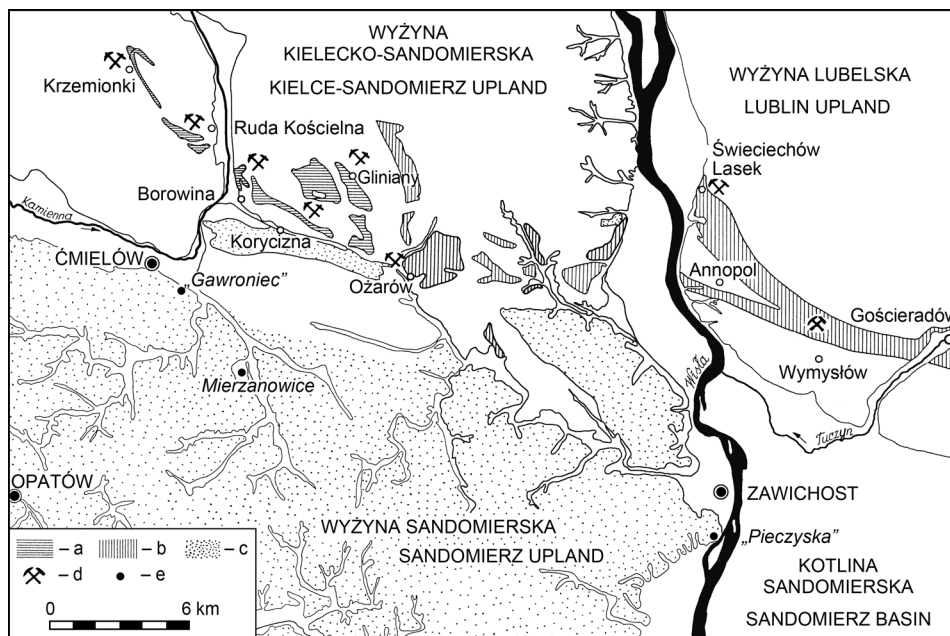 WYŻYNA
KIELECKO-SANDOMIERSKA
KIELCE-SANDOMIERZ UPLAND
WYŻYNA LUBELSKA
LUBLIN UPLAND
Krzemionki
Ruda Kościelna
Świeciechów
Lasek
Gliniany
Borowina
Kamienna
Korycizna
ĆMIELÓW
"Gawroniec"
Ożarów
Annopol
Gościeradów
Wisła
Wymysłów
Mierzanowice
Tuczyn
OPATÓW
ZAWICHOST
WYŻYNA SANDOMIERSKA
SANDOMIERZ UPLAND
„Pieczyska”
KOTLINA
SANDOMIERSKA
SANDOMIERZ BASIN
– a – b – c
– d – e
0 6 km